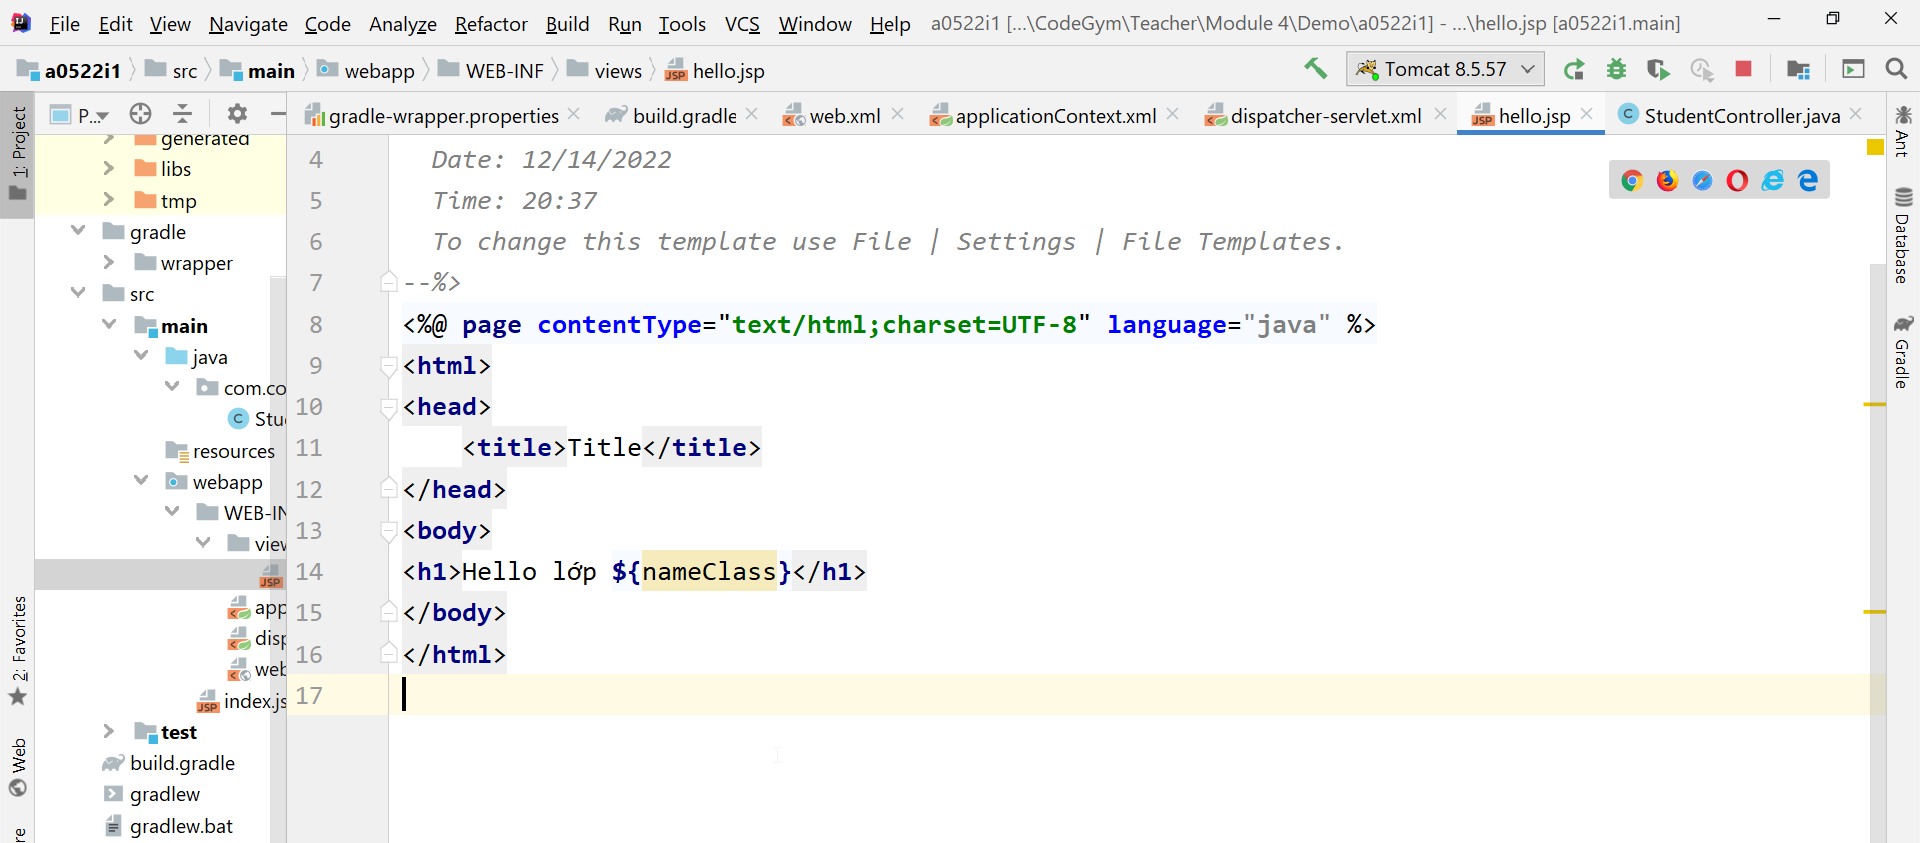 File Edit View Navigate Code Analyze Refactor Build Run Tools VCS Window Help a0522i1 [...\CodeGym\Teacher\Module 4\Demo\a0522i1] - ...\hello.jsp [a0522i1.main]
a0522i1 src main webapp WEB-INF views hello.jsp Tomcat 8.5.57
P... gradle-wrapper.properties build.gradle web.xml applicationContext.xml dispatcher-servlet.xml hello.jsp StudentController.java
1: Project
2: Favorites
Web
re
generated
libs
tmp
gradle
wrapper
src
main
java
com.co
Stu
resources
webapp
WEB-IN
view
JSP
app
disp
web
index.js
test
build.gradle
gradlew
gradlew.bat
4 Date: 12/14/2022
5 Time: 20:37
6 To change this template use File | Settings | File Templates.
7 --%>
8 <%@ page contentType="text/html;charset=UTF-8" language="java" %>
9 <html>
10 <head>
11 <title>Title</title>
12 </head>
13 <body>
14 <h1>Hello lớp ${nameClass}</h1>
15 </body>
16 </html>
17
Ant
Database
Gradle